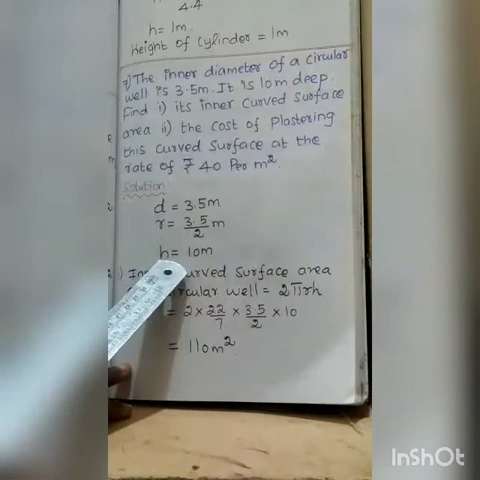 4.4
h = 1m.
Height of cylinder = 1m
7) The inner diameter of a circular
well is 3.5m. It is 10m deep.
Find i) its inner curved surface
area ii) the cost of plastering
this curved surface at the
rate of ₹ 40 Per m².
Solution
d = 3.5m
r = 3.5/2 m
h = 10m
i) curved surface area
well = 2πrh
= 2 × 22/7 × 3.5/2 × 10
= 110m²
InShOt